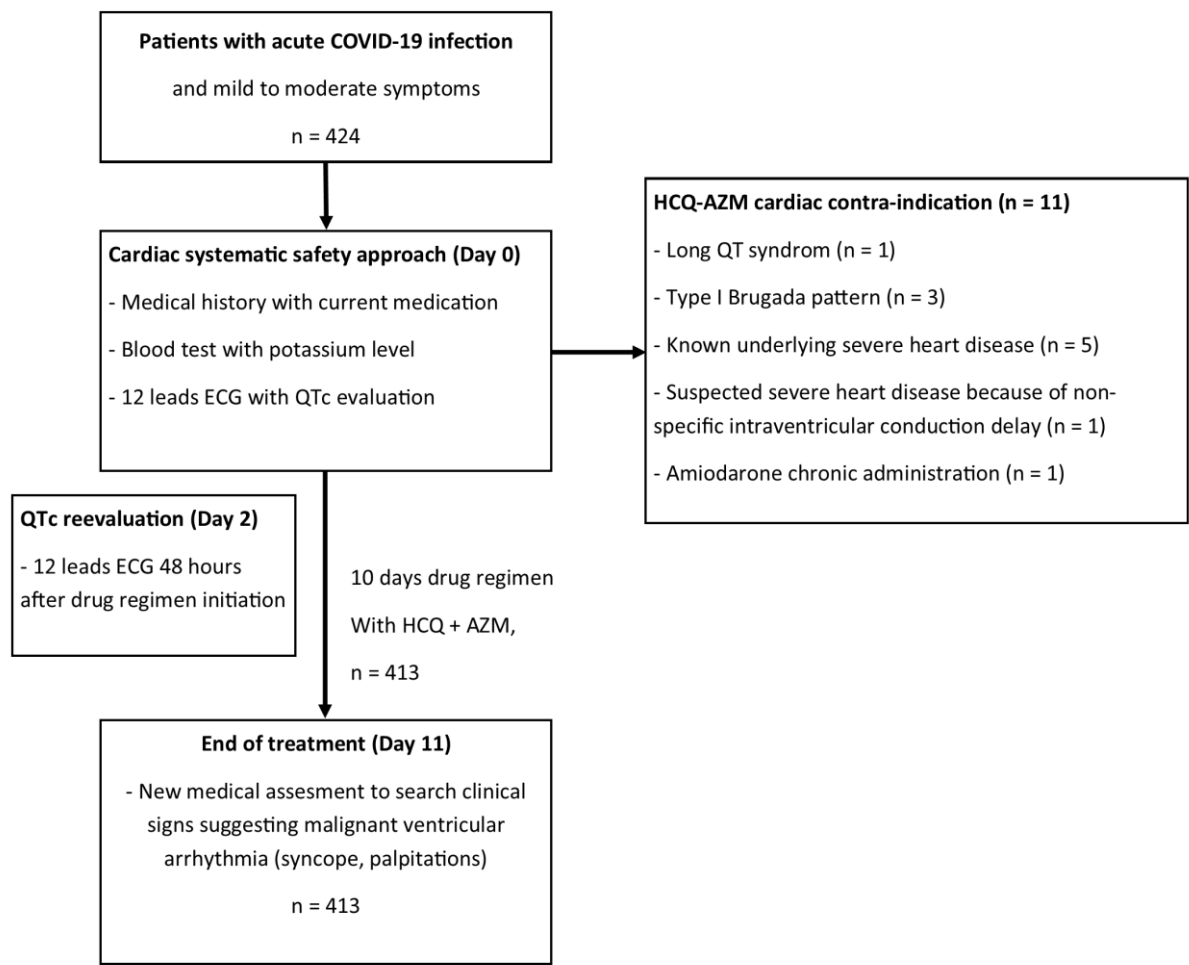 Patients with acute COVID-19 infection
and mild to moderate symptoms
n = 424
Cardiac systematic safety approach (Day 0)
- Medical history with current medication
- Blood test with potassium level
- 12 leads ECG with QTc evaluation
HCQ-AZM cardiac contra-indication (n = 11)
- Long QT syndrom (n = 1)
- Type I Brugada pattern (n = 3)
- Known underlying severe heart disease (n = 5)
- Suspected severe heart disease because of non-
specific intraventricular conduction delay (n = 1)
- Amiodarone chronic administration (n = 1)
QTc reevaluation (Day 2)
- 12 leads ECG 48 hours
after drug regimen initiation
10 days drug regimen
With HCQ + AZM,
n = 413
End of treatment (Day 11)
- New medical assesment to search clinical
signs suggesting malignant ventricular
arrhythmia (syncope, palpitations)
n = 413